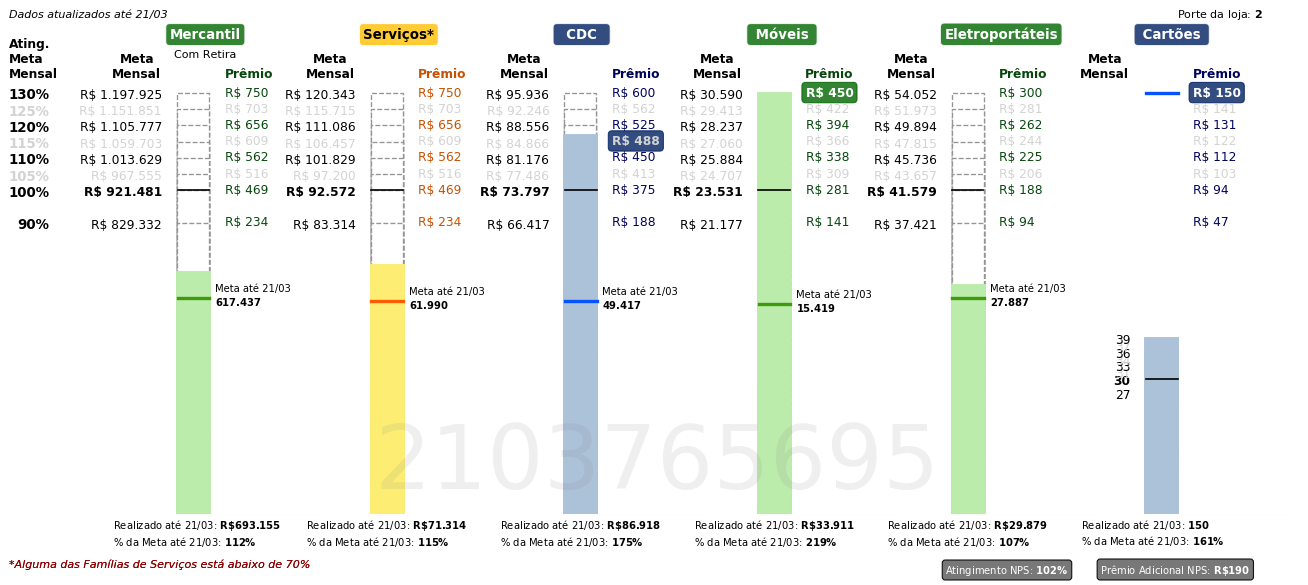 Dados atualizados até 21/03
Porte da loja: 2
Mercantil Serviços* CDC Móveis Eletroportáteis Cartões
Com Retira
Ating. Meta Mensal
Meta Mensal Prêmio Meta Mensal Prêmio Meta Mensal Prêmio Meta Mensal Prêmio Meta Mensal Prêmio Meta Mensal Prêmio
130% R$ 1.197.925 R$ 750 R$ 120.343 R$ 750 R$ 95.936 R$ 600 R$ 30.590 R$ 450 R$ 54.052 R$ 300 R$ 150
125% R$ 1.151.851 R$ 703 R$ 115.715 R$ 703 R$ 92.246 R$ 562 R$ 29.413 R$ 422 R$ 51.973 R$ 281 R$ 141
120% R$ 1.105.777 R$ 656 R$ 111.086 R$ 656 R$ 88.556 R$ 525 R$ 28.237 R$ 394 R$ 49.894 R$ 262 R$ 131
115% R$ 1.059.703 R$ 609 R$ 106.457 R$ 609 R$ 84.866 R$ 488 R$ 27.060 R$ 366 R$ 47.815 R$ 244 R$ 122
110% R$ 1.013.629 R$ 562 R$ 101.829 R$ 562 R$ 81.176 R$ 450 R$ 25.884 R$ 338 R$ 45.736 R$ 225 R$ 112
105% R$ 967.555 R$ 516 R$ 97.200 R$ 516 R$ 77.486 R$ 413 R$ 24.707 R$ 309 R$ 43.657 R$ 206 R$ 103
100% R$ 921.481 R$ 469 R$ 92.572 R$ 469 R$ 73.797 R$ 375 R$ 23.531 R$ 281 R$ 41.579 R$ 188 R$ 94
90% R$ 829.332 R$ 234 R$ 83.314 R$ 234 R$ 66.417 R$ 188 R$ 21.177 R$ 141 R$ 37.421 R$ 94 R$ 47
Meta até 21/03 Meta até 21/03 Meta até 21/03 Meta até 21/03 Meta até 21/03
617.437 61.990 49.417 15.419 27.887
39
36
33
30
27
2103765695
Realizado até 21/03: R$693.155 Realizado até 21/03: R$71.314 Realizado até 21/03: R$86.918 Realizado até 21/03: R$33.911 Realizado até 21/03: R$29.879 Realizado até 21/03: 150
% da Meta até 21/03: 112% % da Meta até 21/03: 115% % da Meta até 21/03: 175% % da Meta até 21/03: 219% % da Meta até 21/03: 107% % da Meta até 21/03: 161%
*Alguma das Famílias de Serviços está abaixo de 70%
Atingimento NPS: 102% Prêmio Adicional NPS: R$190